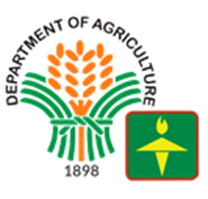 DEPARTMENT OF AGRICULTURE
1898